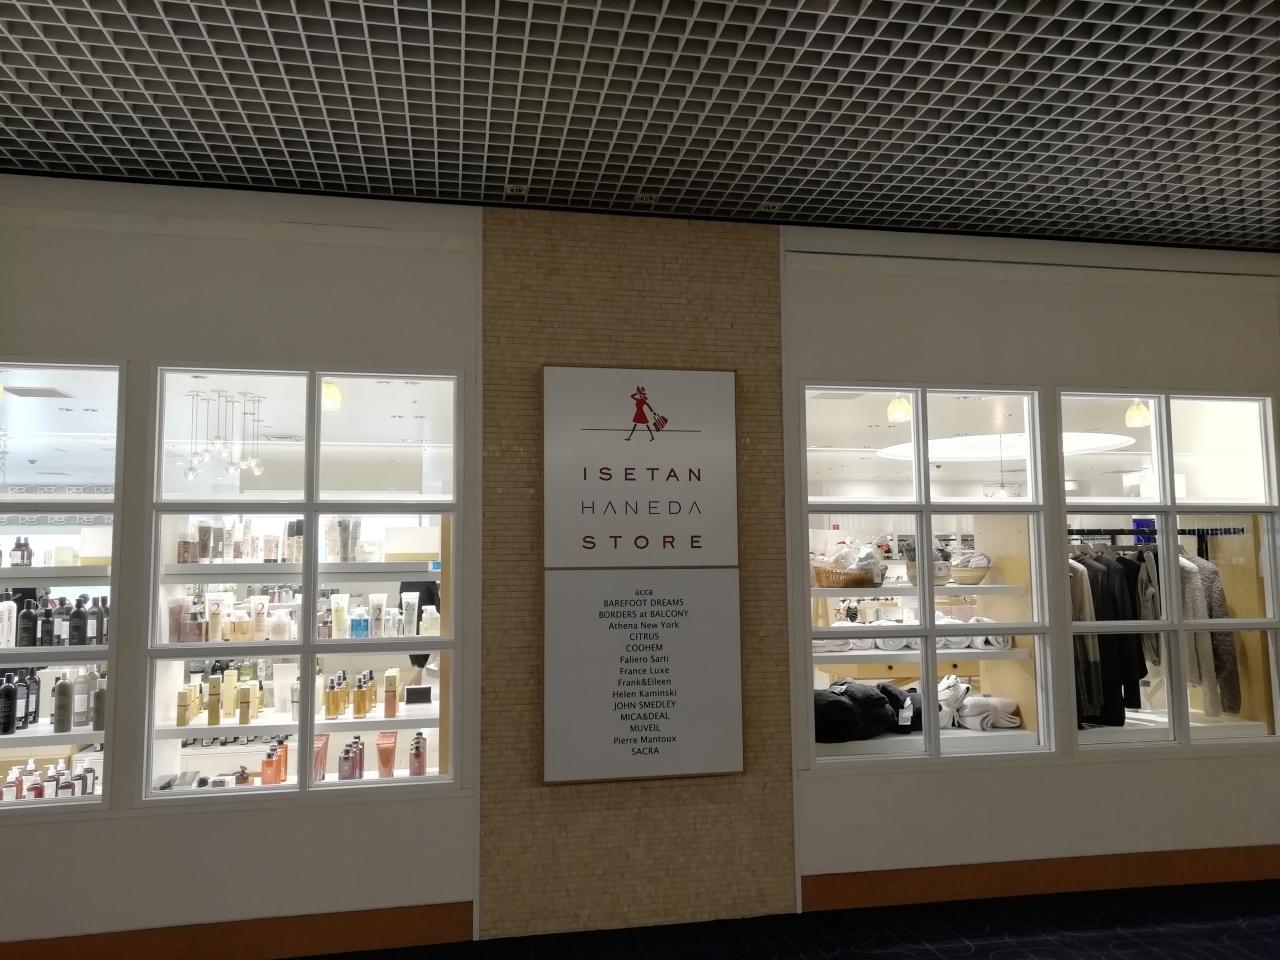 ISETAN
HANEDA
STORE
acca
BAREFOOT DREAMS
BORDERS at BALCONY
Athena New York
CITRUS
COOHEM
Faliero Sarti
France Luxe
Frank&Eileen
Helen Kaminski
JOHN SMEDLEY
MICA&DEAL
MUVEIL
Pierre Mantoux
SACRA